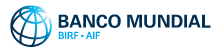 BANCO MUNDIAL
BIRF • AIF